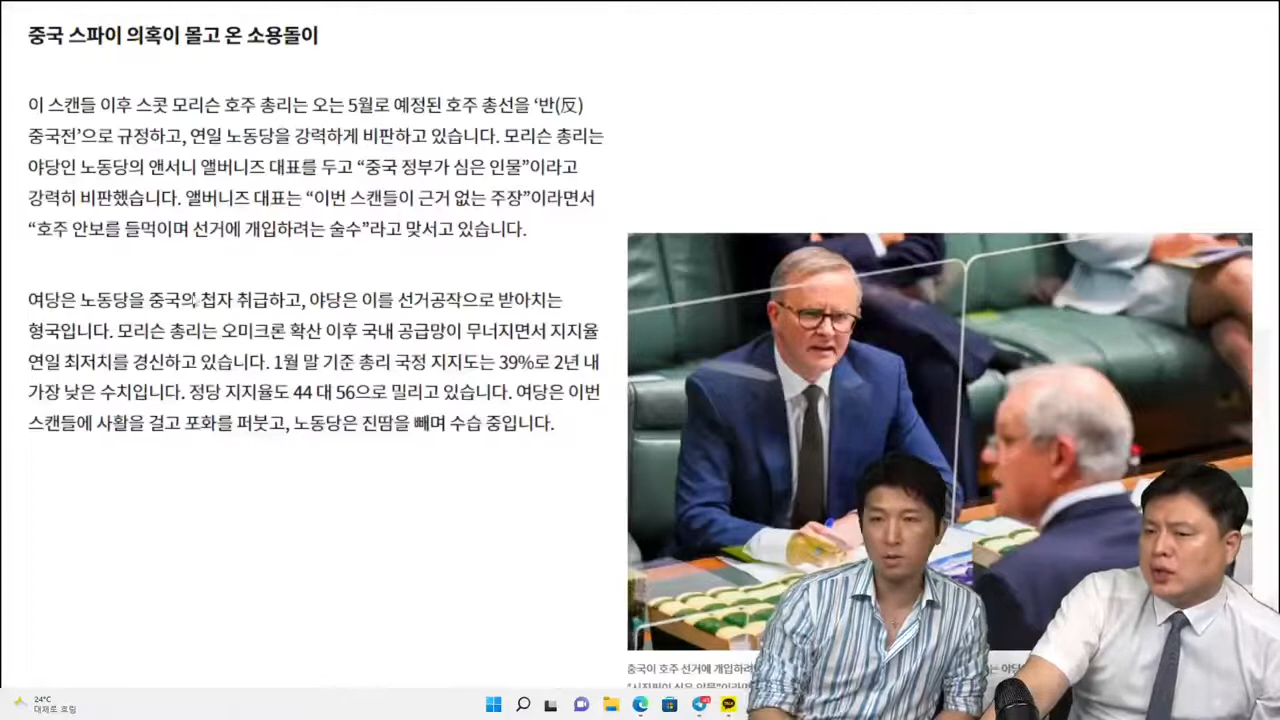 중국 스파이 의혹이 몰고 온 소용돌이
이 스캔들 이후 스콧 모리슨 호주 총리는 오는 5월로 예정된 호주 총선을 ‘반(反)
중국전’으로 규정하고, 연일 노동당을 강력하게 비판하고 있습니다. 모리슨 총리는
야당인 노동당의 앤서니 앨버니즈 대표를 두고 “중국 정부가 심은 인물”이라고
강력히 비판했습니다. 앨버니즈 대표는 “이번 스캔들이 근거 없는 주장”이라면서
“호주 안보를 들먹이며 선거에 개입하려는 술수”라고 맞서고 있습니다.
여당은 노동당을 중국의 첩자 취급하고, 야당은 이를 선거공작으로 받아치는
형국입니다. 모리슨 총리는 오미크론 확산 이후 국내 공급망이 무너지면서 지지율
연일 최저치를 경신하고 있습니다. 1월 말 기준 총리 국정 지지도는 39%로 2년 내
가장 낮은 수치입니다. 정당 지지율도 44 대 56으로 밀리고 있습니다. 여당은 이번
스캔들에 사활을 걸고 포화를 퍼붓고, 노동당은 진땀을 빼며 수습 중입니다.
중국이 호주 선거에 개입하려
는 야당
24°C
대체로 흐림